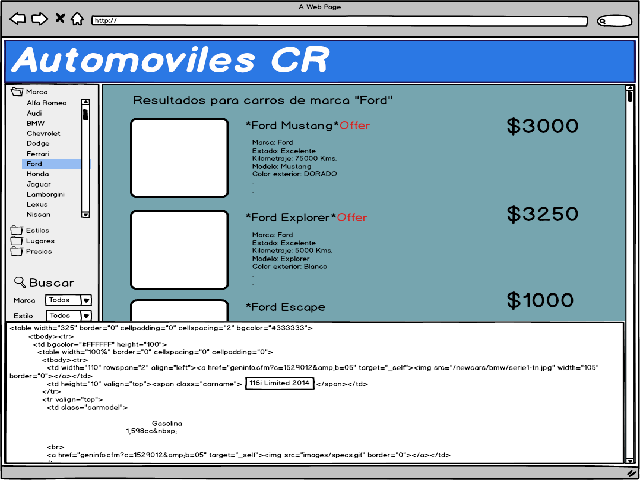 A Web Page
http://
Automoviles CR
Marca
Alfa Romeo
Audi
BMW
Chevrolet
Dodge
Ferrari
Ford
Honda
Jaguar
Lamborgini
Lexus
Nissan
Estilos
Lugares
Precios
Buscar
Marca Todas
Estilo Todos
Resultados para carros de marca "Ford"
*Ford Mustang*Offer $3000
Marca: Ford
Estado: Excelente
Kilometraje: 75000 Kms.
Modelo: Mustang
Color exterior: DORADO
.
.
*Ford Explorer*Offer $3250
Marca: Ford
Estado: Excelente
Kilometraje: 5000 Kms.
Modelo: Explorer
Color exterior: Blanco
.
.
*Ford Escape $1000
<table width="325" border="0" cellpadding="0" cellspacing="2" bgcolor="#333333">
<tbody><tr>
<td bgcolor="#FFFFFF" height="100">
<table width="100%" border="0" cellspacing="0" cellpadding="0">
<tbody><tr>
<td width="110" rowspan="2" align="left"><a href="geninfo.cfm?c=1529012&amp;b=05" target="_self"><img src="/newcars/bmw/serie1-1n.jpg" width="105"
border="0"></a></td>
<td height="10" valign="top"><span class="carname"> 116i Limited 2014 </span></td>
</tr>
<tr valign="top">
<td class="carmodel">
Gasolina
1,598cc&nbsp;
<br>
<a href="geninfo.cfm?c=1529012&amp;b=05" target="_self"><img src="images/specs.gif" border="0"></a></td>